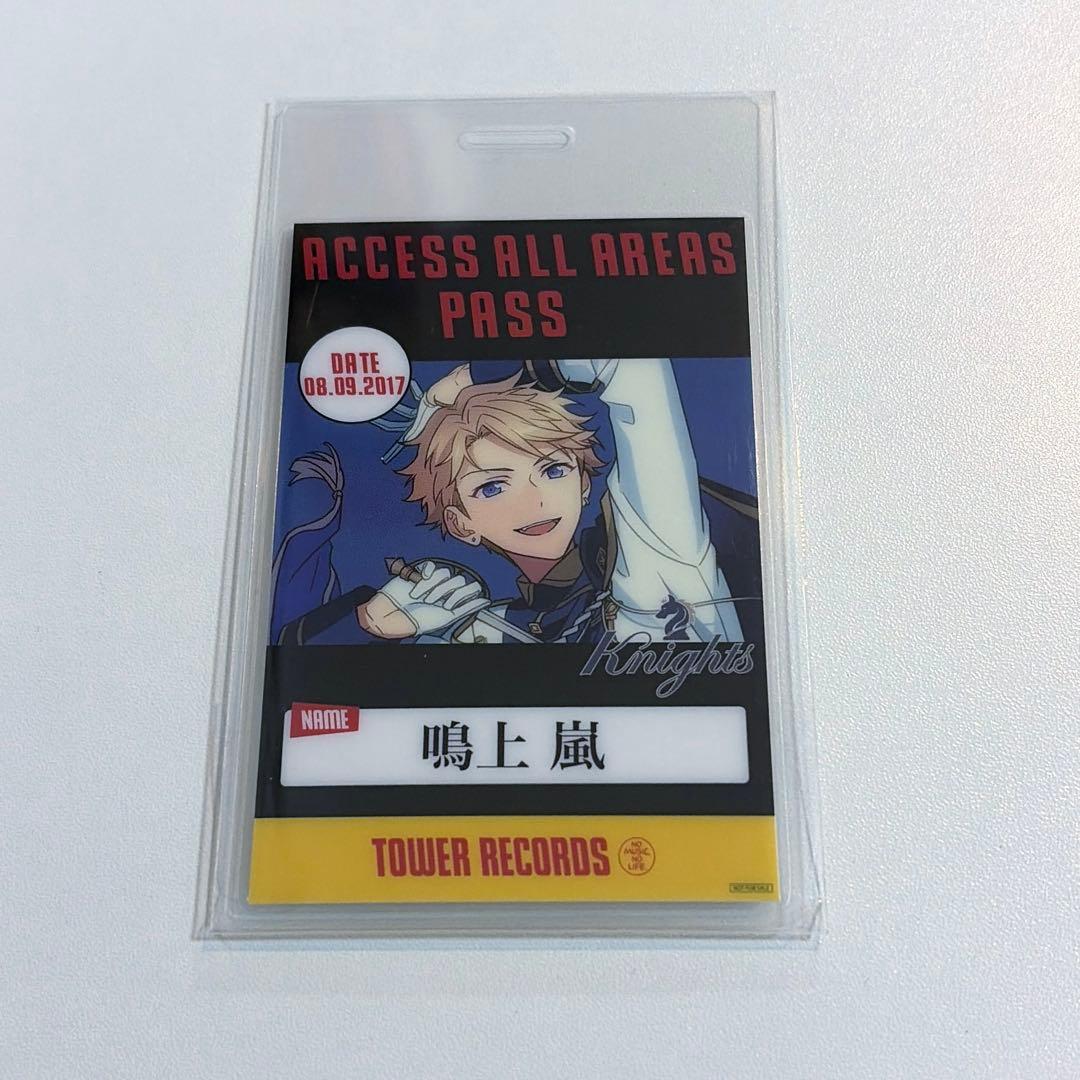 ACCESS ALL AREAS
PASS
DATE
08.09.2017
Knights
NAME
鳴上 嵐
TOWER RECORDS
NO
MUSIC,
NO
LIFE.
NOT FOR SALE